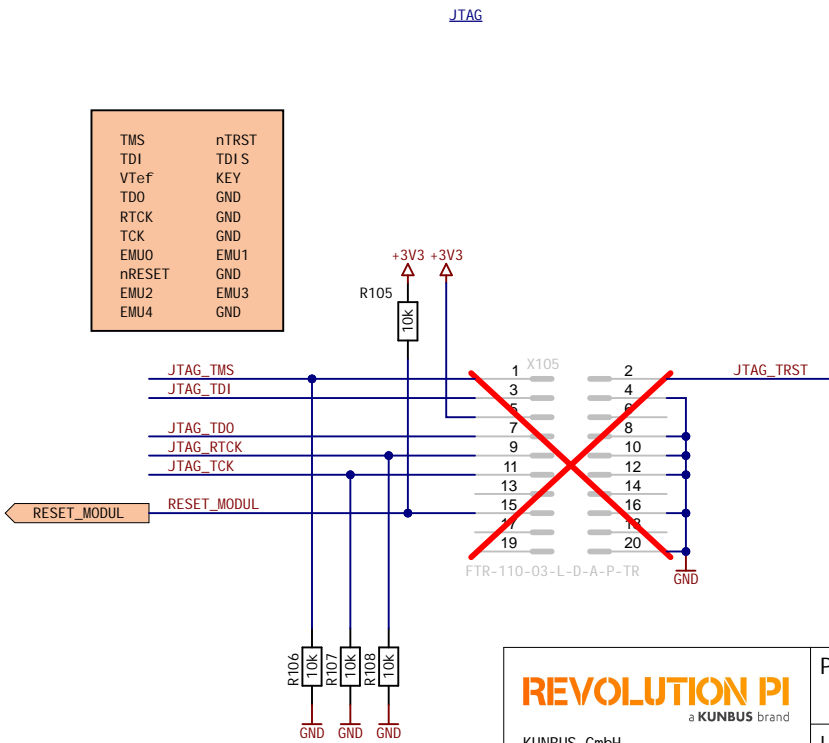 JTAG
TMS nTRST
TDI TDIS
VTef KEY
TDO GND
RTCK GND
TCK GND
EMU0 EMU1
nRESET GND
EMU2 EMU3
EMU4 GND
+3V3 +3V3
R105
10k
X105
JTAG_TMS 1 2 JTAG_TRST
JTAG_TDI 3 4
5 6
JTAG_TDO 7 8
JTAG_RTCK 9 10
JTAG_TCK 11 12
13 14
RESET_MODUL RESET_MODUL 15 16
17 18
19 20
FTR-110-03-L-D-A-P-TR
GND
R106 10k R107 10k R108 10k
GND GND GND
REVOLUTION PI
a KUNBUS brand
KUNBUS GmbH